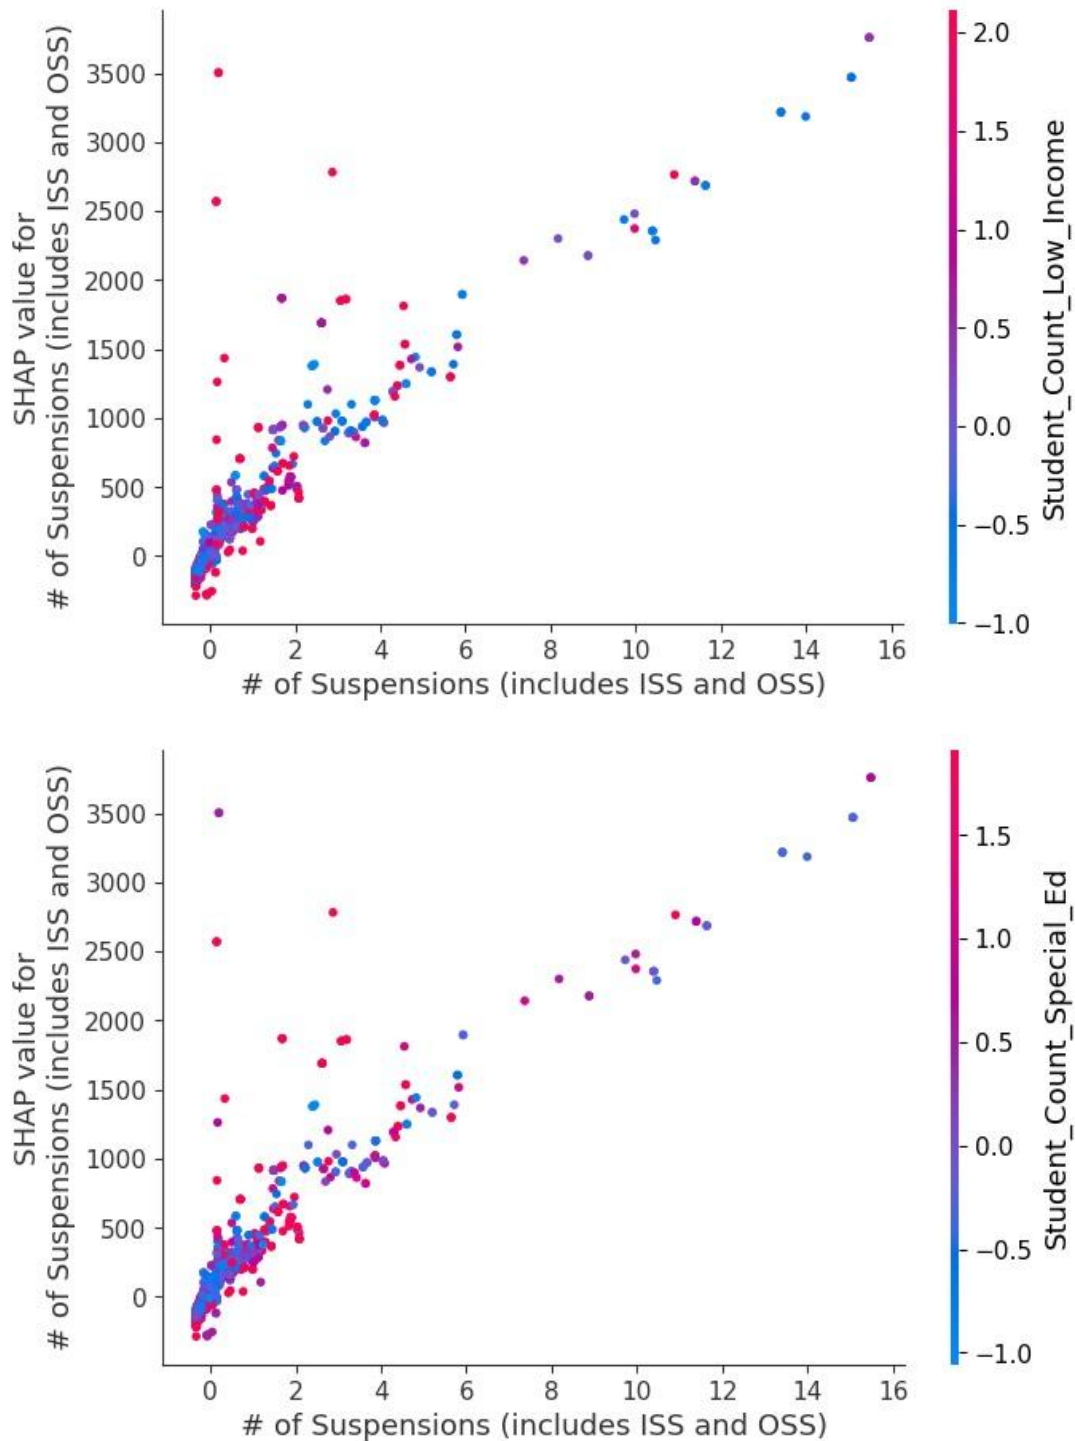 3500
3000
2500
2000
1500
1000
500
0
SHAP value for
# of Suspensions (includes ISS and OSS)
0 2 4 6 8 10 12 14 16
# of Suspensions (includes ISS and OSS)
2.0
1.5
1.0
0.5
0.0
−0.5
−1.0
Student_Count_Low_Income
3500
3000
2500
2000
1500
1000
500
0
SHAP value for
# of Suspensions (includes ISS and OSS)
0 2 4 6 8 10 12 14 16
# of Suspensions (includes ISS and OSS)
1.5
1.0
0.5
0.0
−0.5
−1.0
Student_Count_Special_Ed